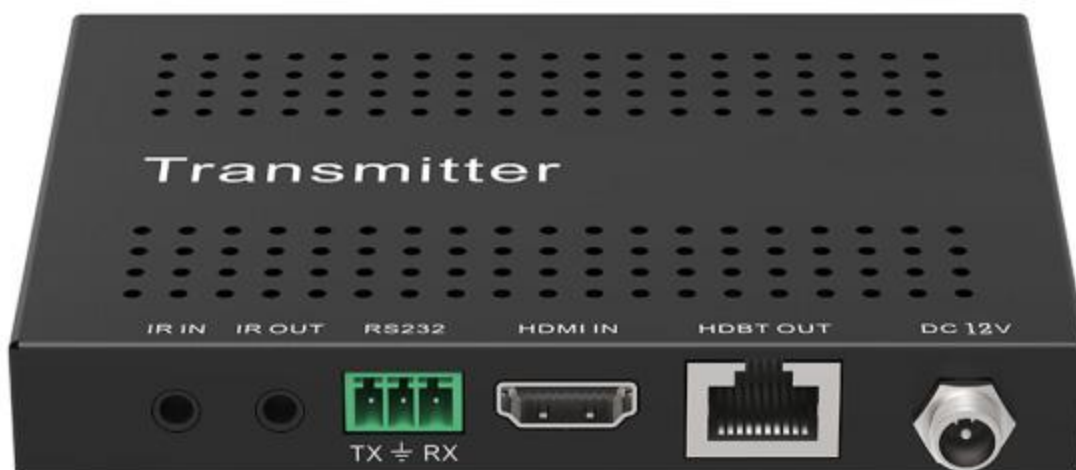 Transmitter
IR IN IR OUT RS232 HDMI IN HDBT OUT DC 12V
TX ⏚ RX